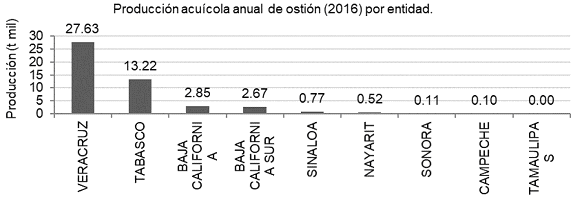 Producción acuícola anual de ostión (2016) por entidad.
Producción (t mil)
30
25
20
15
10
5
0
27.63
13.22
2.85
2.67
0.77
0.52
0.11
0.10
0.00
VERACRUZ
TABASCO
BAJA
CALIFORNI
A
BAJA
CALIFORNI
A SUR
SINALOA
NAYARIT
SONORA
CAMPECHE
TAMAULIPA
S